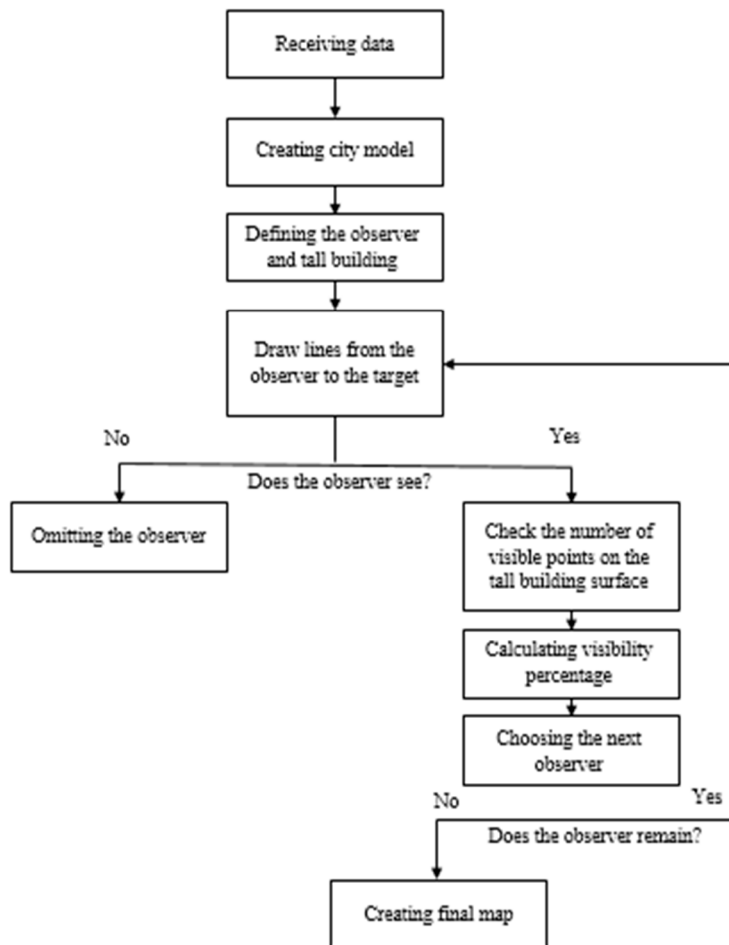 Receiving data
Creating city model
Defining the observer
and tall building
Draw lines from the
observer to the target
No
Yes
Does the observer see?
Omitting the observer
Check the number of
visible points on the
tall building surface
Calculating visibility
percentage
Choosing the next
observer
No
Yes
Does the observer remain?
Creating final map